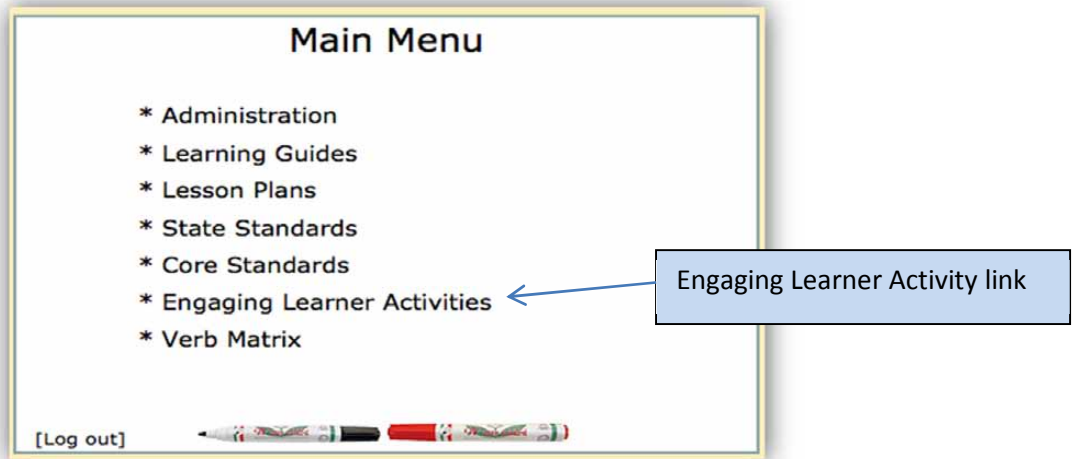 Main Menu
* Administration
* Learning Guides
* Lesson Plans
* State Standards
* Core Standards
* Engaging Learner Activities
* Verb Matrix
Engaging Learner Activity link
[Log out]